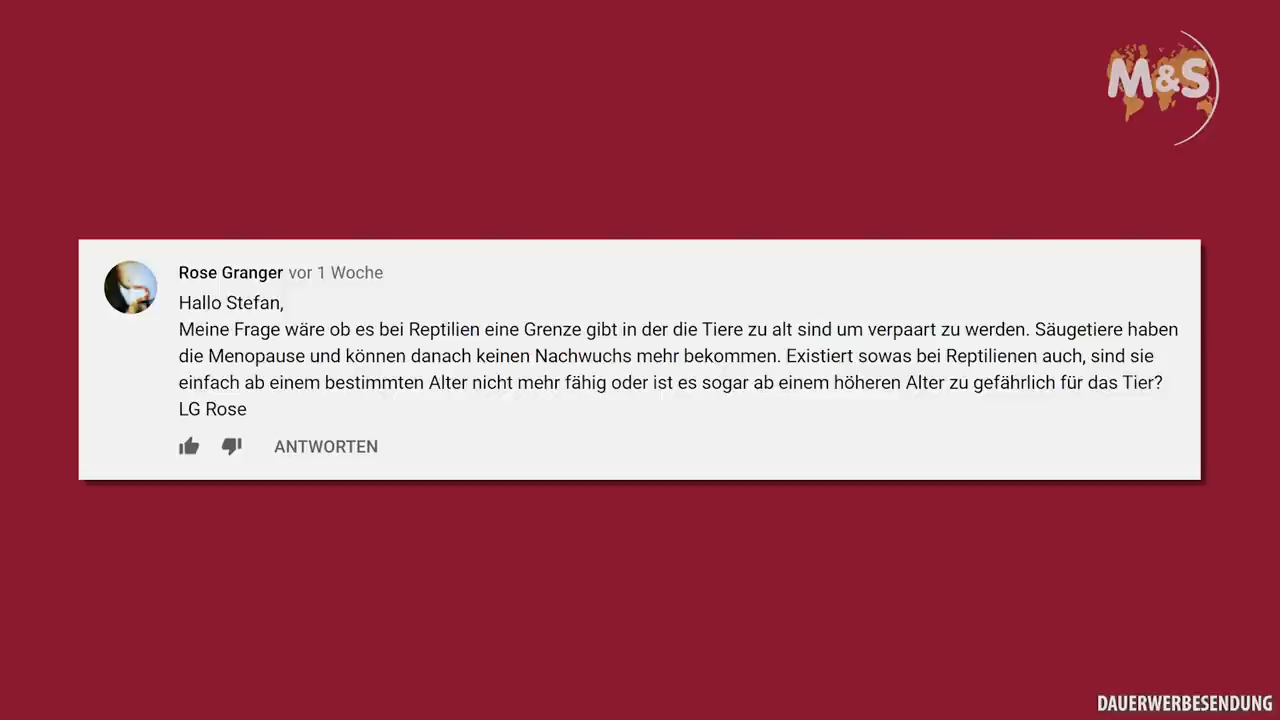 M&S
Rose Granger vor 1 Woche
Hallo Stefan,
Meine Frage wäre ob es bei Reptilien eine Grenze gibt in der die Tiere zu alt sind um verpaart zu werden. Säugetiere haben
die Menopause und können danach keinen Nachwuchs mehr bekommen. Existiert sowas bei Reptilienen auch, sind sie
einfach ab einem bestimmten Alter nicht mehr fähig oder ist es sogar ab einem höheren Alter zu gefährlich für das Tier?
LG Rose
ANTWORTEN
DAUERWERBESENDUNG